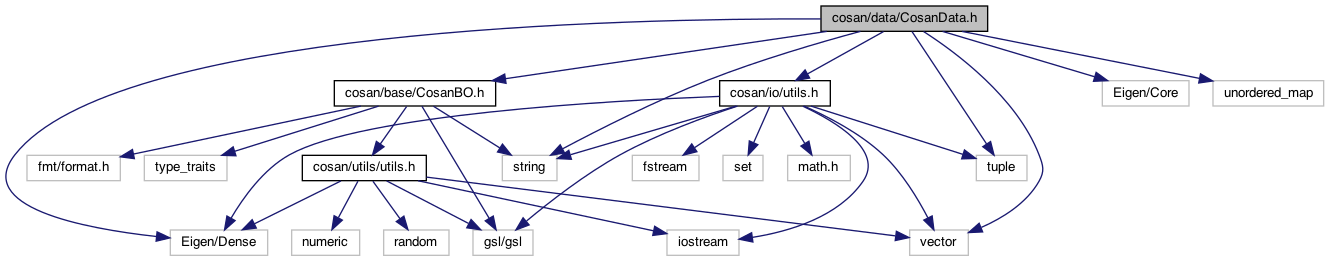 cosan/data/CosanData.h
cosan/base/CosanBO.h
cosan/io/utils.h
Eigen/Core
unordered_map
fmt/format.h
type_traits
cosan/utils/utils.h
string
fstream
set
math.h
tuple
Eigen/Dense
numeric
random
gsl/gsl
iostream
vector